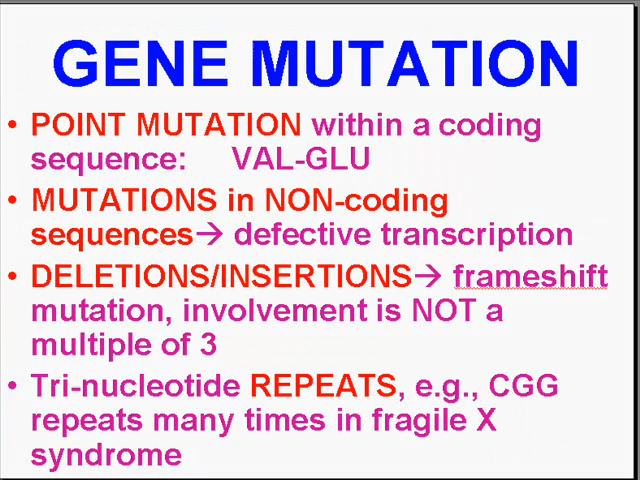 GENE MUTATION
• POINT MUTATION within a coding
sequence: VAL-GLU
• MUTATIONS in NON-coding
sequences→ defective transcription
• DELETIONS/INSERTIONS→ frameshift
mutation, involvement is NOT a
multiple of 3
• Tri-nucleotide REPEATS, e.g., CGG
repeats many times in fragile X
syndrome